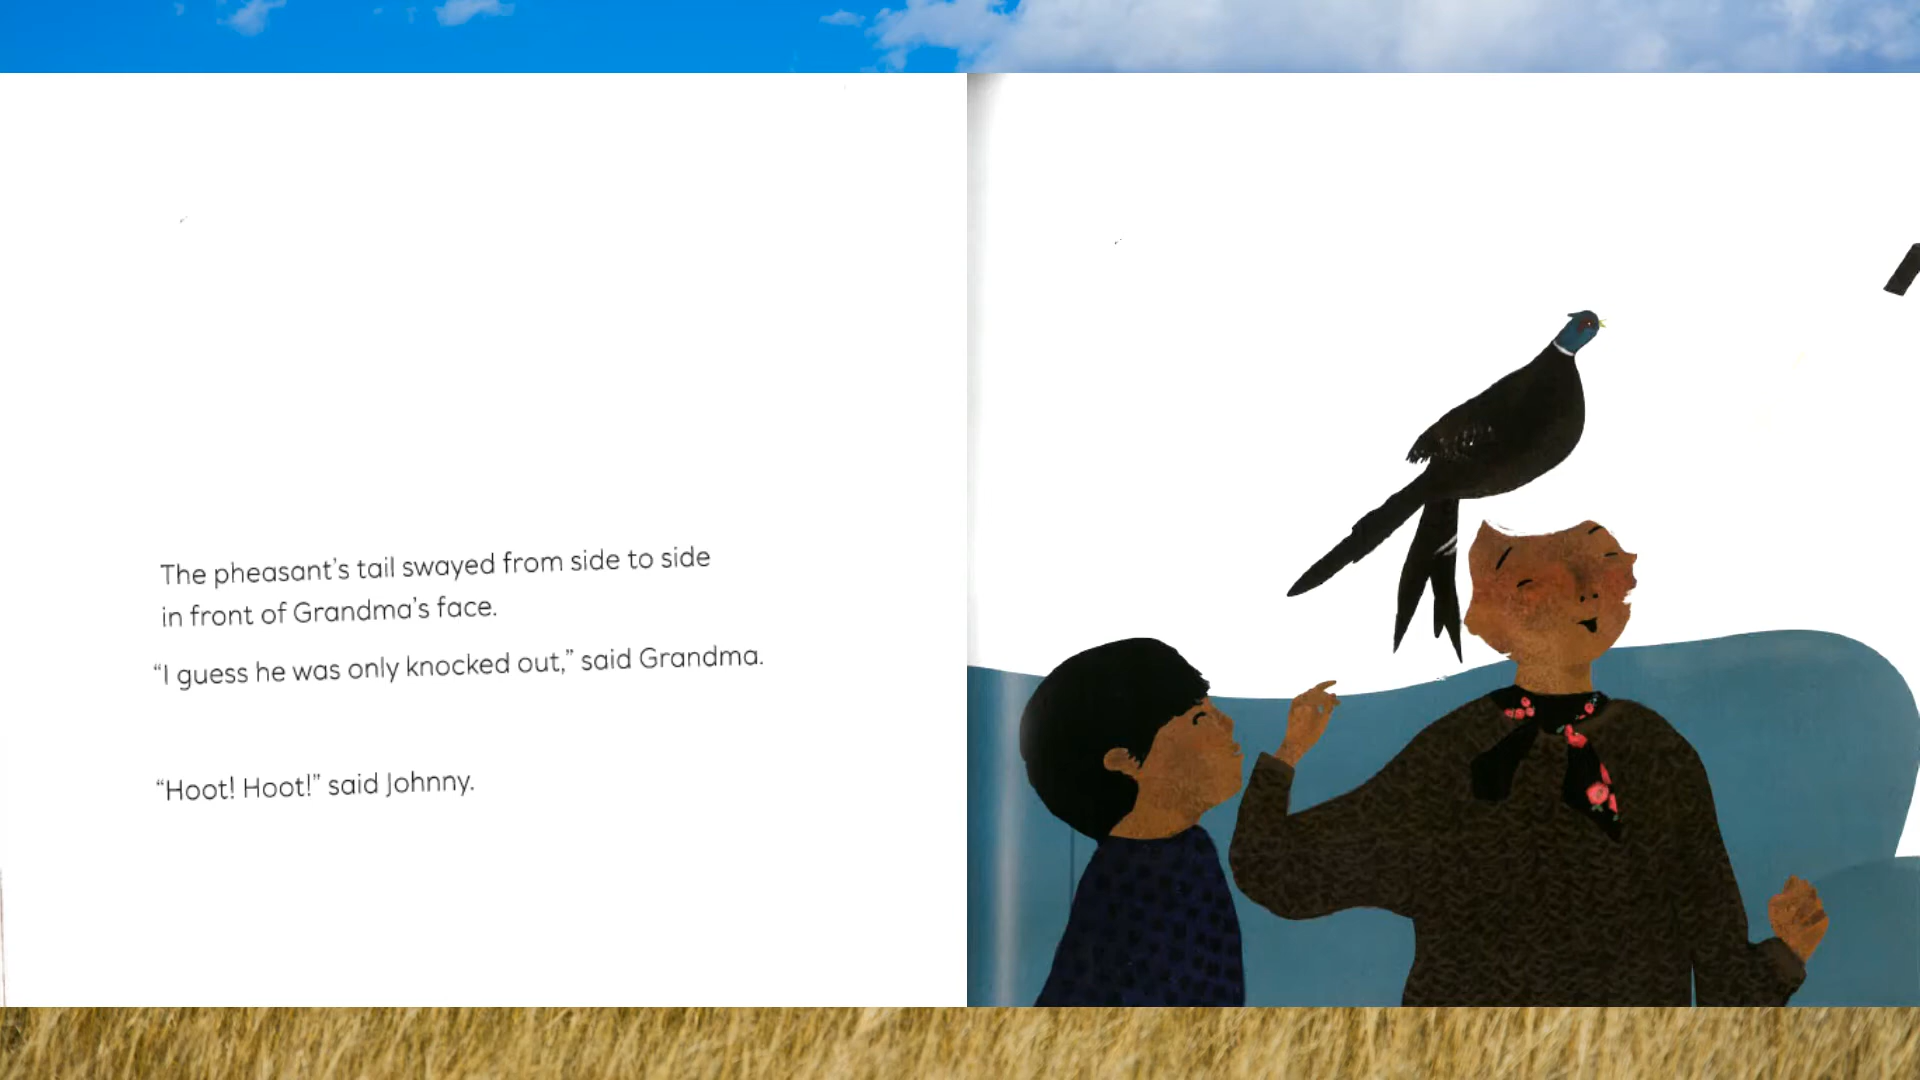 The pheasant's tail swayed from side to side
in front of Grandma's face.
“I guess he was only knocked out,” said Grandma.
“Hoot! Hoot!” said Johnny.